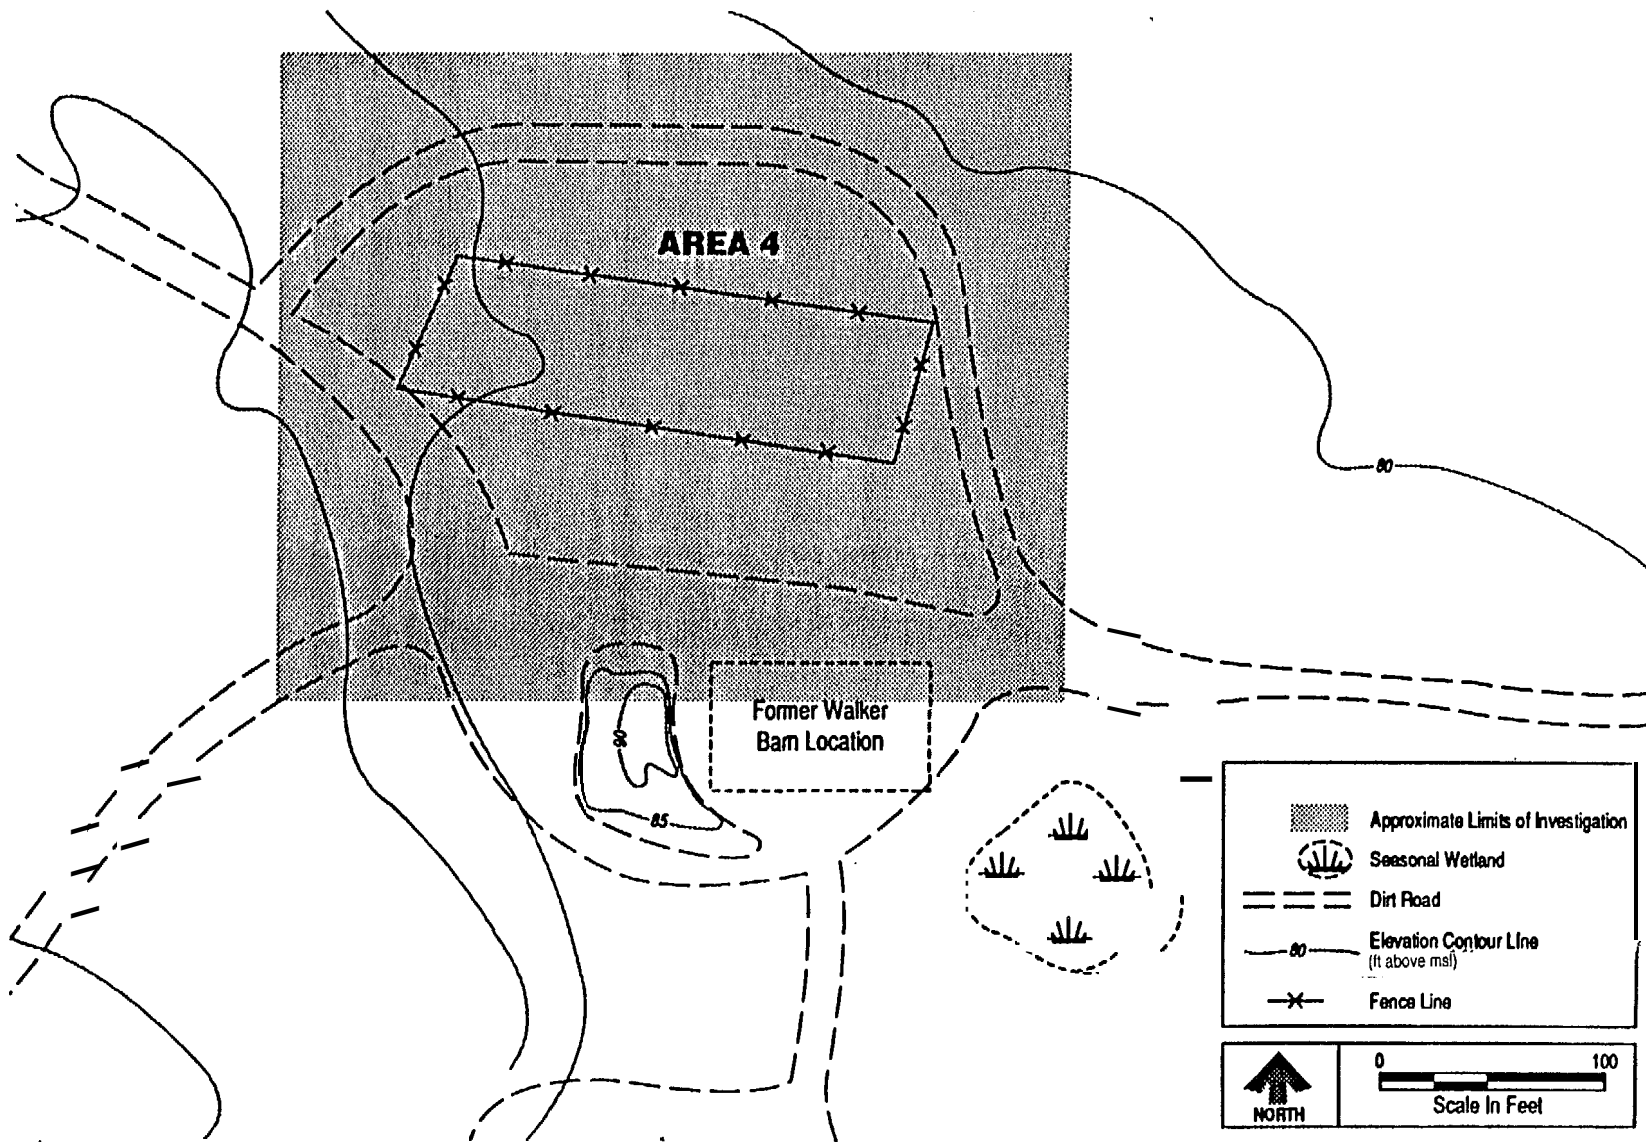 AREA 4
80
Former Walker
Barn Location
90
85
Approximate Limits of Investigation
Seasonal Wetland
Dirt Road
80
Elevation Contour Line
(ft above msl)
Fence Line
NORTH
0 100
Scale In Feet